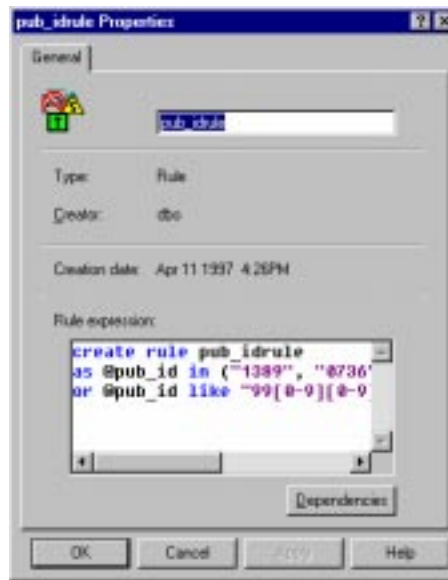 pub_idrule Properties
General
pub_idrule
Type: Rule
Creator: dbo
Creation date: Apr 11 1997 4:26PM
Rule expression:
create rule pub_idrule
as @pub_id in ("1389", "0736"
or @pub_id like "99[0-9][0-9]
Dependencies
OK Cancel Apply Help